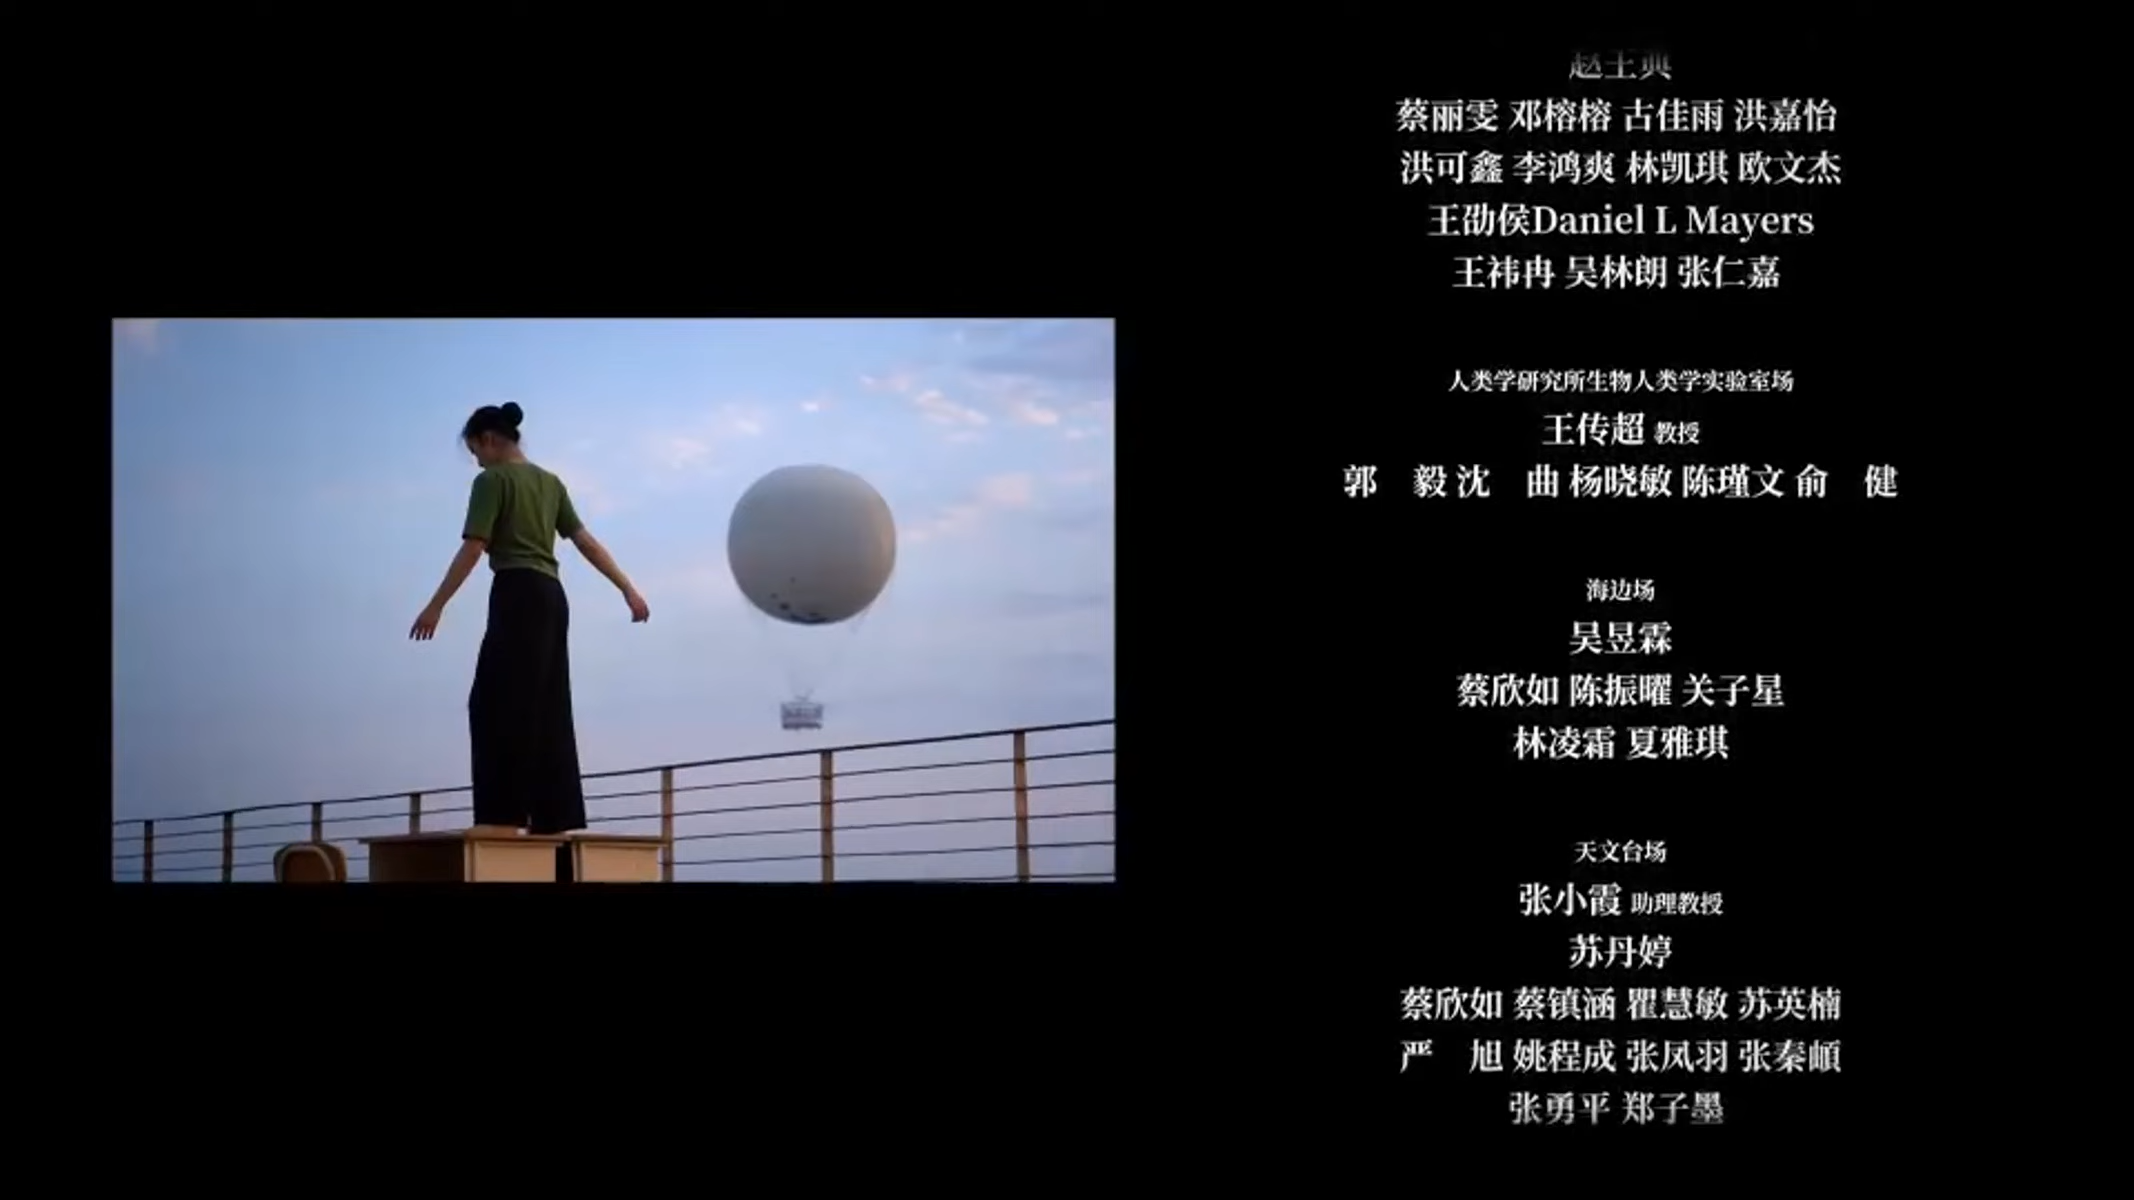 蔡丽雯 邓榕榕 古佳雨 洪嘉怡
洪可鑫 李鸿爽 林凯琪 欧文杰
王劭侯Daniel L Mayers
王祎冉 吴林朗 张仁嘉
人类学研究所生物人类学实验室场
王传超 教授
郭　毅 沈　曲 杨晓敏 陈瑾文 俞　健
海边场
吴昱霖
蔡欣如 陈振曜 关子星
林凌霜 夏雅琪
天文台场
张小霞 助理教授
苏丹婷
蔡欣如 蔡镇涵 瞿慧敏 苏英楠
严　旭 姚程成 张凤羽 张秦
张勇平 郑子墨